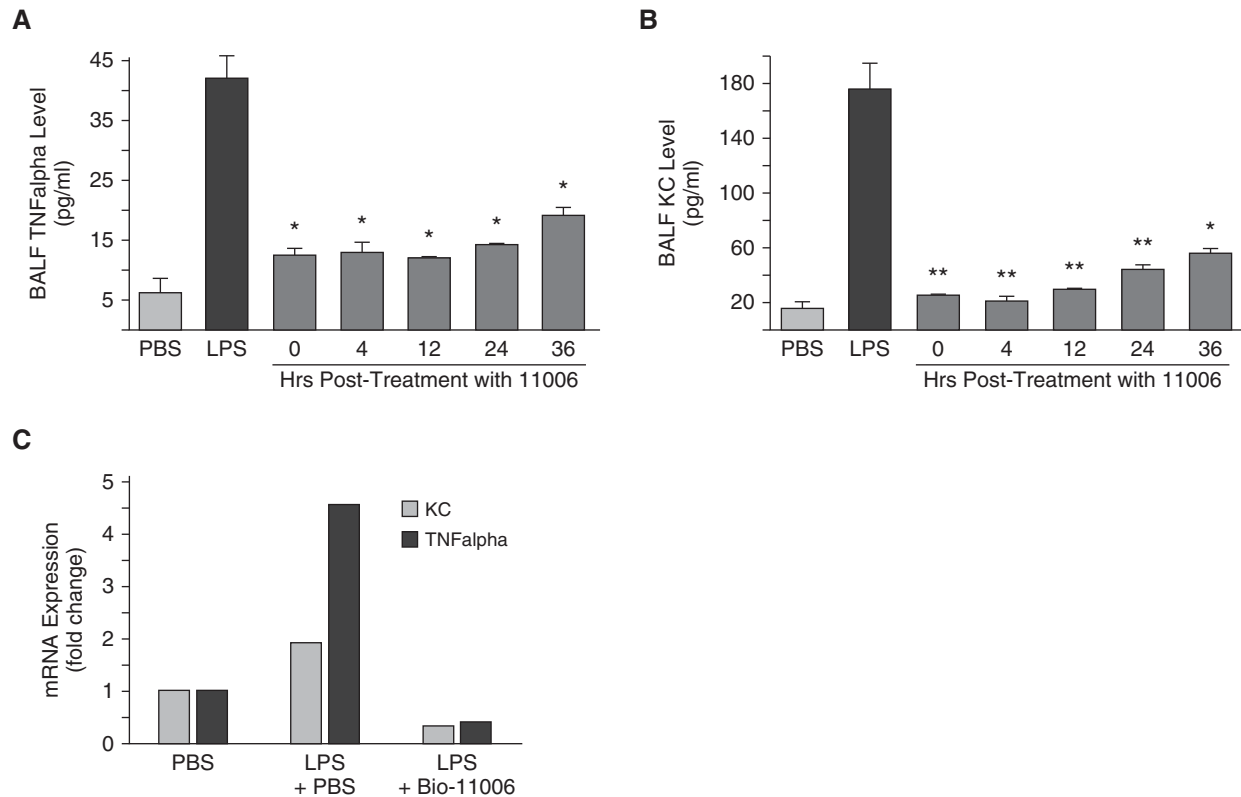 A
BALF TNFalpha Level
(pg/ml)
45
35
25
15
5
*
*
*
*
*
PBS
LPS
0
4
12
24
36
Hrs Post-Treatment with 11006
B
BALF KC Level
(pg/ml)
180
140
100
60
20
**
**
**
**
*
PBS
LPS
0
4
12
24
36
Hrs Post-Treatment with 11006
C
mRNA Expression
(fold change)
5
4
3
2
1
0
KC
TNFalpha
PBS
LPS
+ PBS
LPS
+ Bio-11006